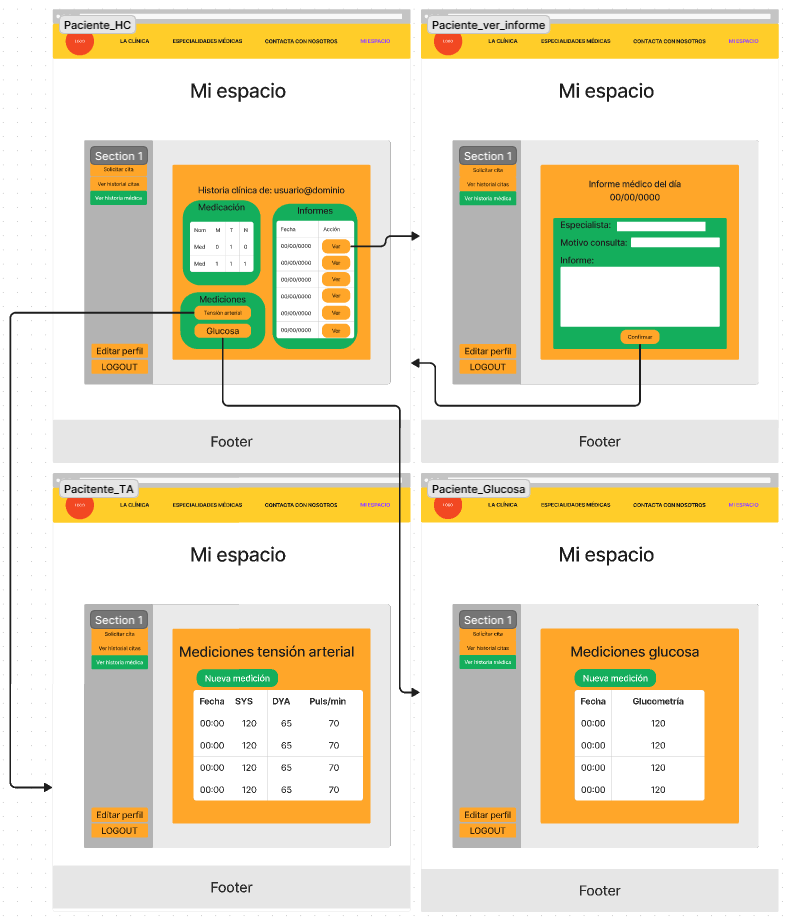 Paciente_HC
LOGO
LA CLÍNICA
ESPECIALIDADES MÉDICAS
CONTACTA CON NOSOTROS
MI ESPACIO
Mi espacio
Section 1
Solicitar cita
Ver historial citas
Ver historia médica
Editar perfil
LOGOUT
Historia clínica de: usuario@dominio
Medicación
Nom M T N
Med 0 1 0
Med 1 1 1
Mediciones
Tensión arterial
Glucosa
Informes
Fecha Acción
00/00/0000 Ver
00/00/0000 Ver
00/00/0000 Ver
00/00/0000 Ver
00/00/0000 Ver
00/00/0000 Ver
Footer
Paciente_ver_informe
LOGO
LA CLÍNICA
ESPECIALIDADES MÉDICAS
CONTACTA CON NOSOTROS
MI ESPACIO
Mi espacio
Section 1
Solicitar cita
Ver historial citas
Ver historia médica
Editar perfil
LOGOUT
Informe médico del día
00/00/0000
Especialista:
Motivo consulta:
Informe:
Confirmar
Footer
Pacitente_TA
LOGO
LA CLÍNICA
ESPECIALIDADES MÉDICAS
CONTACTA CON NOSOTROS
MI ESPACIO
Mi espacio
Section 1
Solicitar cita
Ver historial citas
Ver historia médica
Editar perfil
LOGOUT
Mediciones tensión arterial
Nueva medición
Fecha SYS DYA Puls/min
00:00 120 65 70
00:00 120 65 70
00:00 120 65 70
00:00 120 65 70
Footer
Paciente_Glucosa
LOGO
LA CLÍNICA
ESPECIALIDADES MÉDICAS
CONTACTA CON NOSOTROS
MI ESPACIO
Mi espacio
Section 1
Solicitar cita
Ver historial citas
Ver historia médica
Editar perfil
LOGOUT
Mediciones glucosa
Nueva medición
Fecha Glucometría
00:00 120
00:00 120
00:00 120
00:00 120
Footer